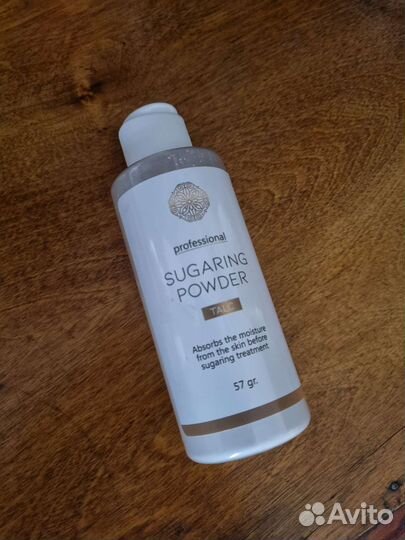 professional
SUGARING
POWDER
TALC
Absorbs the moisture
from the skin before
sugaring treatment
57 gr.
Avito